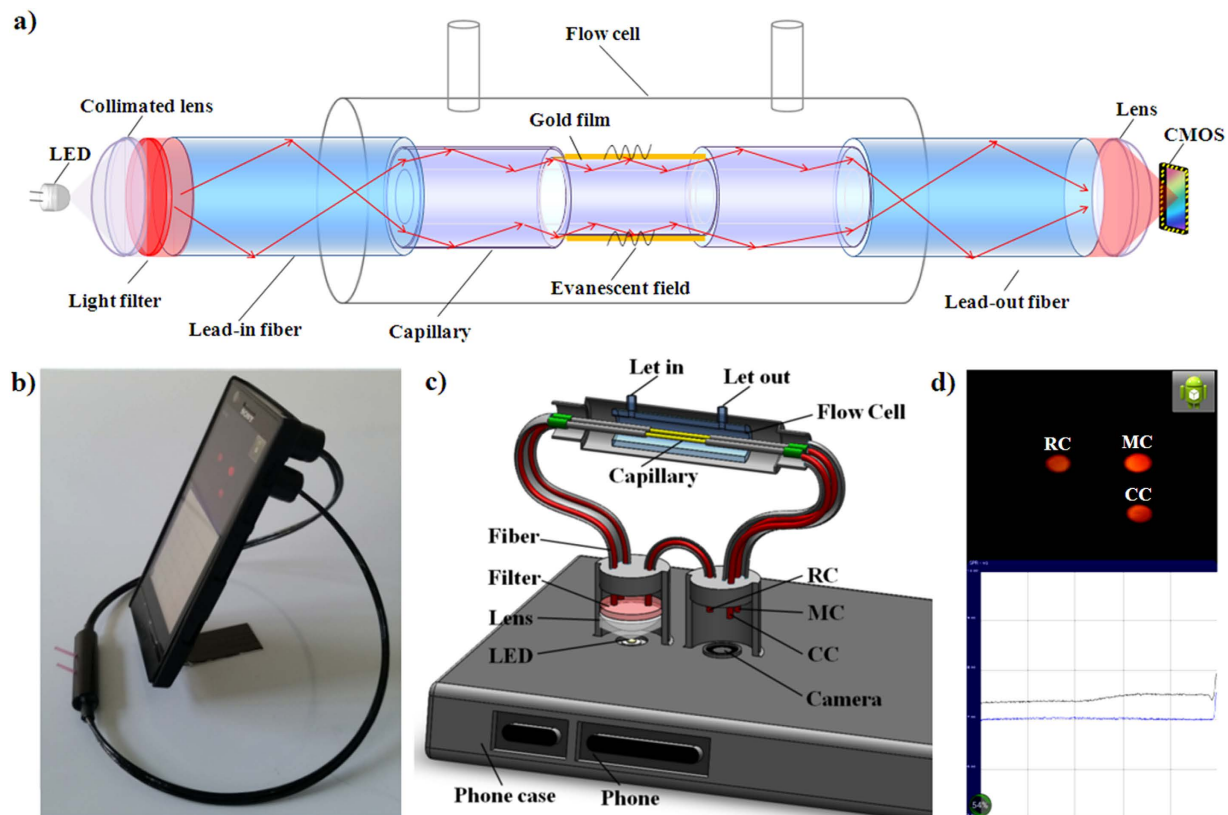 a)
Flow cell
Collimated lens
Gold film
Lens
LED
CMOS
Evanescent field
Light filter
Lead-in fiber
Capillary
Lead-out fiber
b)
SONY
c)
Let in
Let out
Flow Cell
Capillary
Fiber
Filter
Lens
LED
RC
MC
CC
Camera
Phone case
Phone
d)
RC
MC
CC
54%